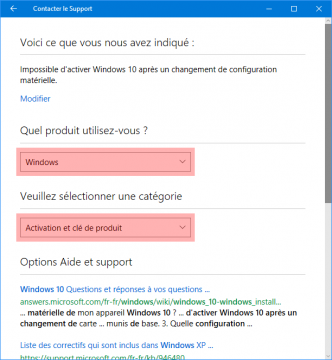 Contacter le Support
Voici ce que vous nous avez indiqué :
Impossible d'activer Windows 10 après un changement de configuration
matérielle.
Modifier
Quel produit utilisez-vous ?
Windows
Veuillez sélectionner une catégorie
Activation et clé de produit
Options Aide et support
Windows 10 Questions et réponses à vos questions ...
answers.microsoft.com/fr-fr/windows/wiki/windows_10-windows_install...
... matérielle de mon appareil Windows 10 ? ... d'activer Windows 10 après un
changement de carte ... munis de base. 3. Quelle configuration ...
Liste des correctifs qui sont inclus dans Windows XP ...
https://support.microsoft.com/fr-fr/kb/946480